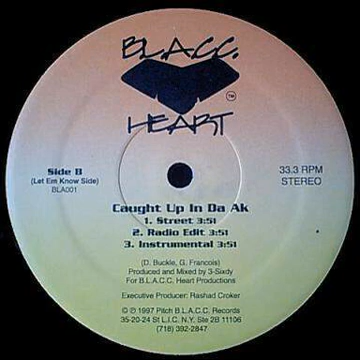 B.L.A.C.C.
TM
HEART
Side B
(Let Em Know Side)
BLA001
33.3 RPM
STEREO
Caught Up In Da Ak
1. Street 3:51
2. Radio Edit 3:51
3. Instrumental 3:51
(D. Buckle, G. Francois)
Produced and Mixed by 3-Sixdy
For B.L.A.C.C. Heart Productions
Executive Producer: Rashad Croker
© ℗ 1997 Pitch B.L.A.C.C. Records
35-20-24 St L.I.C. N.Y. Ste 2B 11106
(718) 392-2847